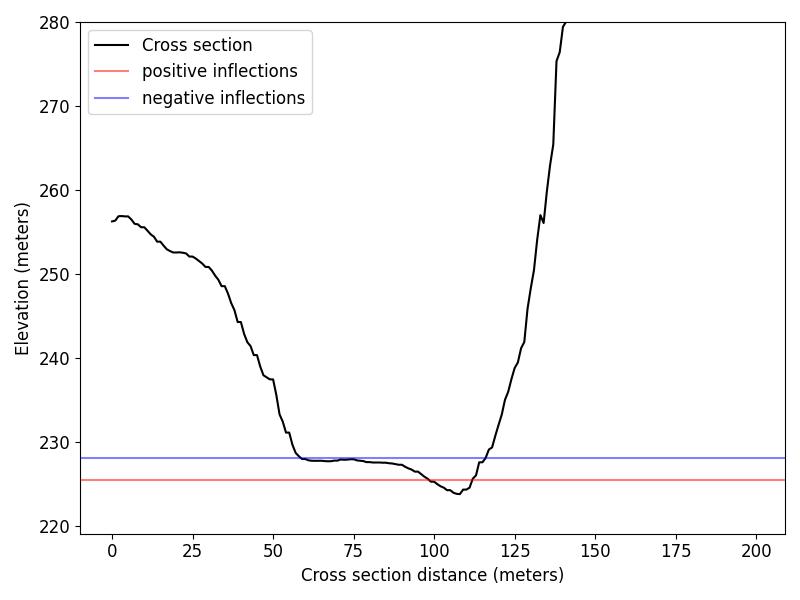 Cross section
positive inflections
negative inflections
280
270
260
250
240
230
220
Elevation (meters)
0 25 50 75 100 125 150 175 200
Cross section distance (meters)